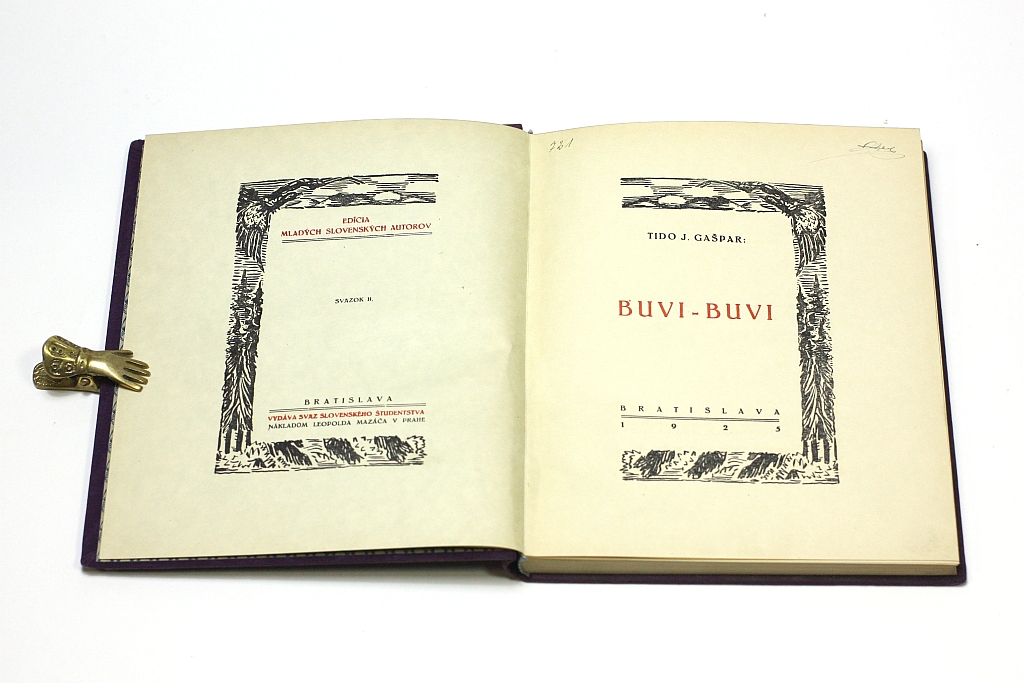 EDÍCIA
MLADÝCH SLOVENSKÝCH AUTOROV
SVAZOK II.
BRATISLAVA
VYDÁVA SVAZ SLOVENSKÉHO ŠTUDENTSTVA
NÁKLADOM LEOPOLDA MAZÁČA V PRAHE
721
TIDO J. GAŠPAR:
BUVI-BUVI
BRATISLAVA
1925